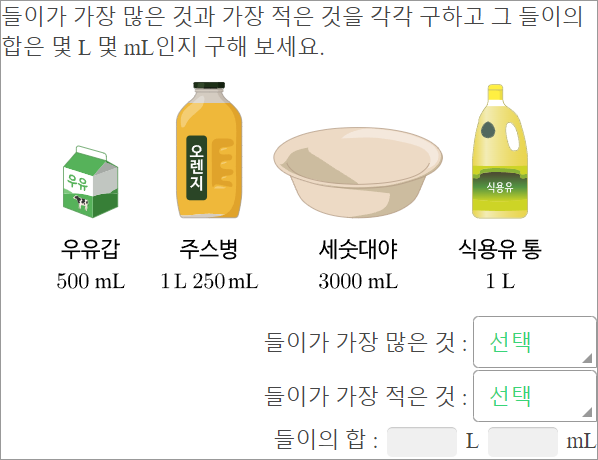 들이가 가장 많은 것과 가장 적은 것을 각각 구하고 그 들이의
합은 몇 L 몇 mL인지 구해 보세요.
우유
오렌지
식용유
우유갑 주스병 세숫대야 식용유 통
500 mL 1 L 250 mL 3000 mL 1 L
들이가 가장 많은 것 : 선택
들이가 가장 적은 것 : 선택
들이의 합 : L mL